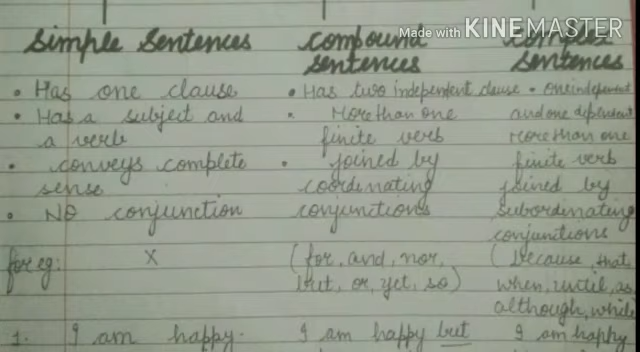 Made with KINEMASTER
Simple Sentences
• Has one clause
• Has a subject and
a verb
• conveys complete
sense
• No conjunction
for eg: X
1. I am happy.
compound
sentences
• Has two independent clause
• More than one
finite verb
• joined by
coordinating
conjunctions
(for, and, nor,
but, or, yet, so)
I am happy but
complex
sentences
• one independent
and one dependent
More than one
finite verb
joined by
subordinating
conjunctions
(because, that,
when, until, as,
although, while
I am happy